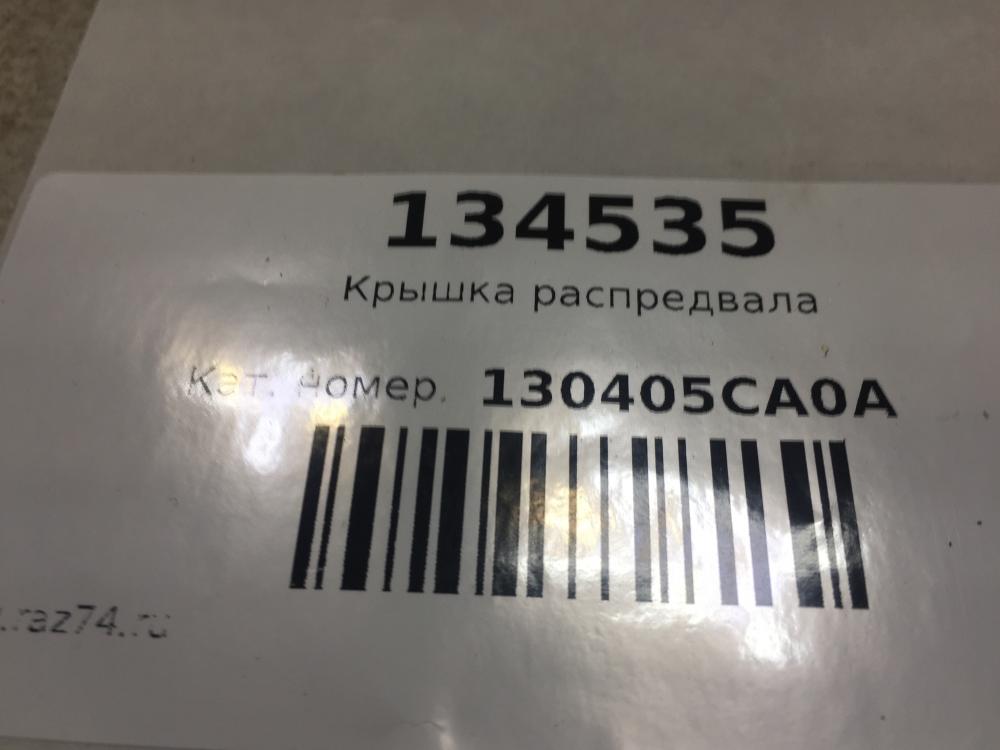 134535
Крышка распредвала
Кат. номер. 130405CA0A
.raz74.ru